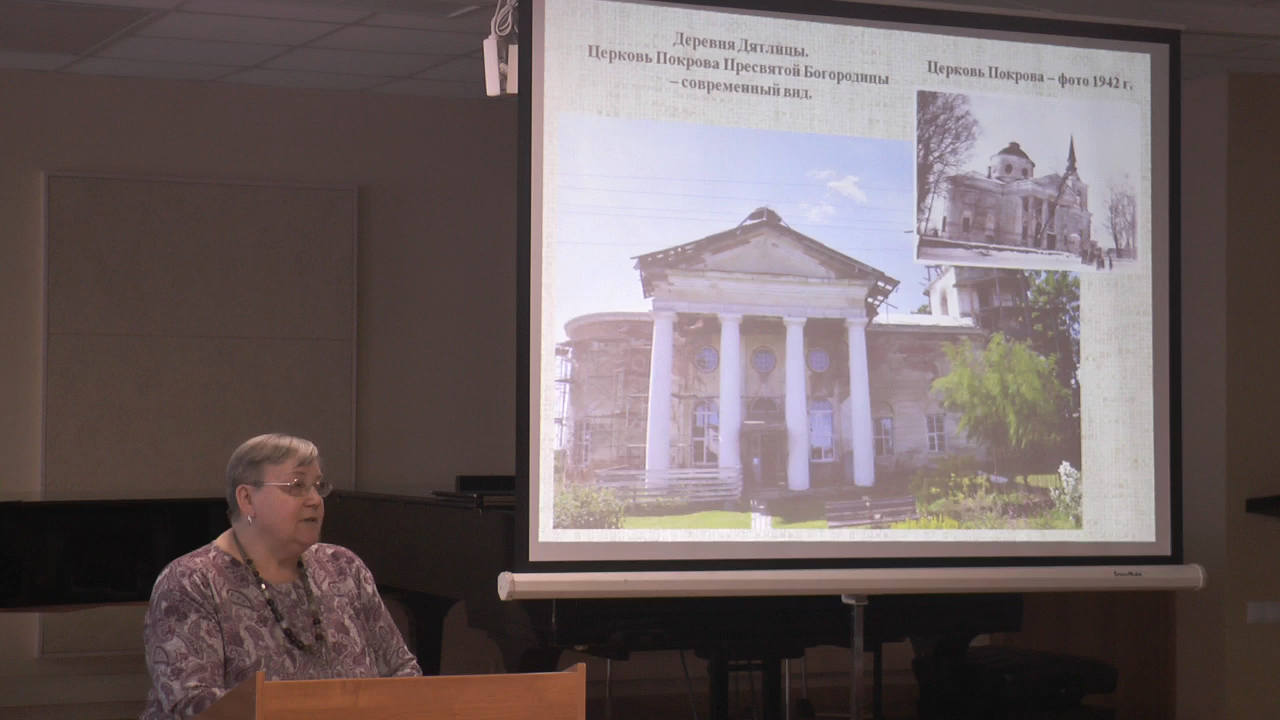 Деревня Дятлицы.
Церковь Покрова Пресвятой Богородицы
– современный вид.
Церковь Покрова – фото 1942 г.